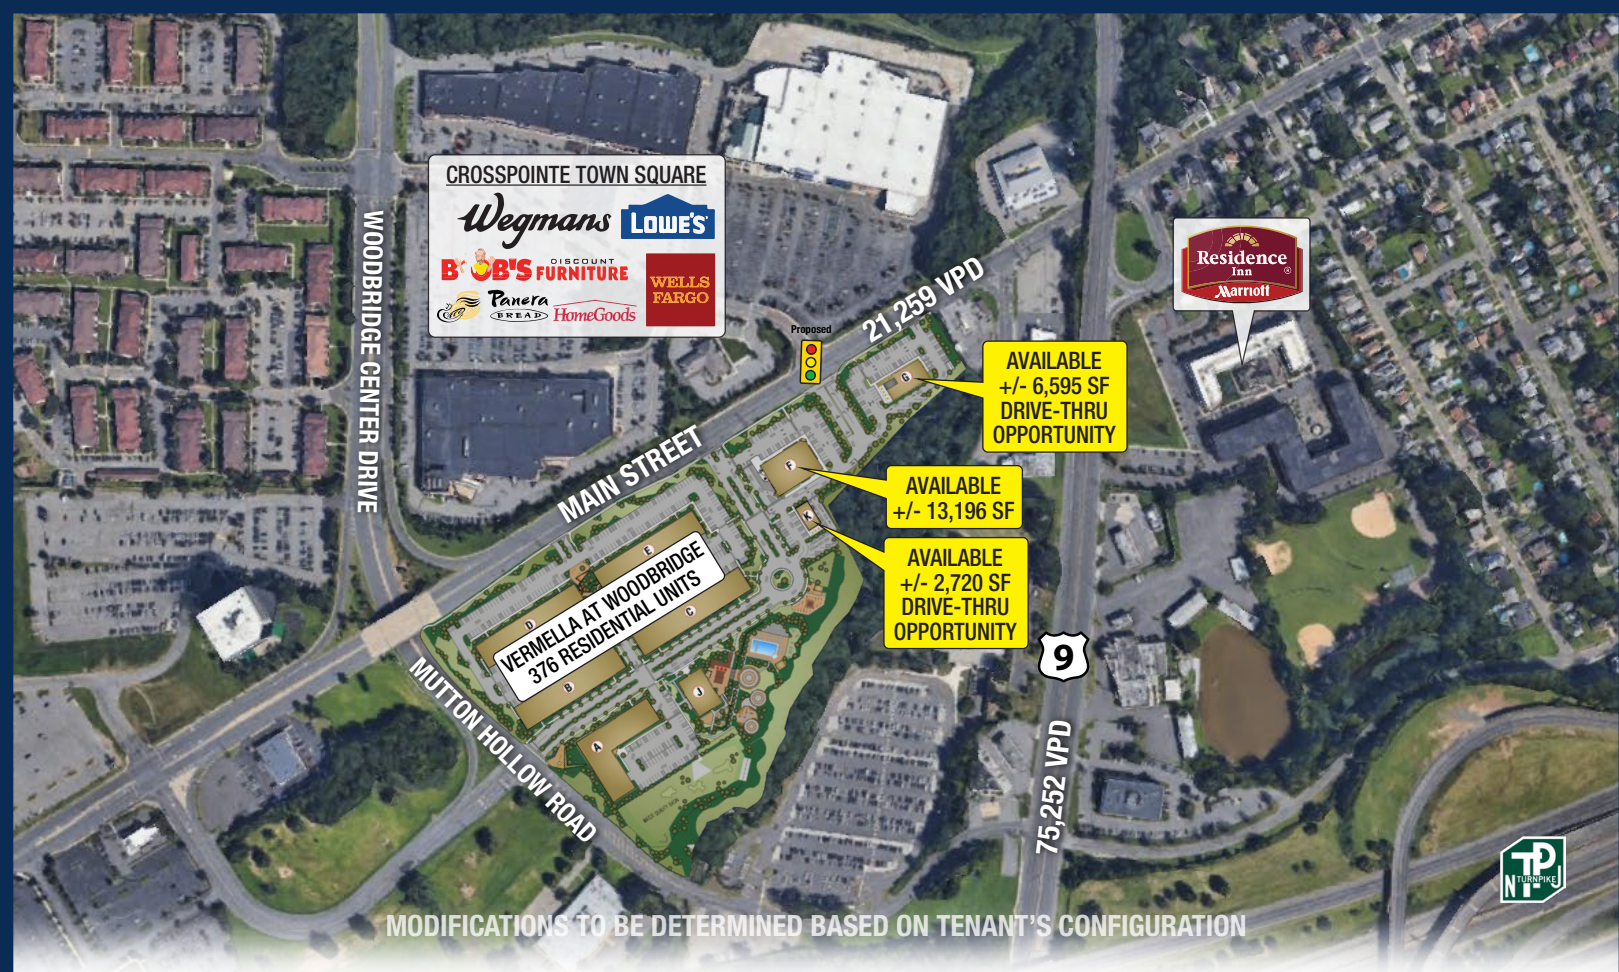 CROSSPOINTE TOWN SQUARE
Wegmans
LOWE'S
BOB'S DISCOUNT FURNITURE
WELLS FARGO
Panera BREAD
HomeGoods
WOODBRIDGE CENTER DRIVE
Residence Inn
Marriott
21,259 VPD
Proposed
MAIN STREET
G
AVAILABLE
+/- 6,595 SF
DRIVE-THRU
OPPORTUNITY
F
AVAILABLE
+/- 13,196 SF
K
AVAILABLE
+/- 2,720 SF
DRIVE-THRU
OPPORTUNITY
E
D
VERMELLA AT WOODBRIDGE
376 RESIDENTIAL UNITS
C
B
J
A
MUTTON HOLLOW ROAD
9
75,252 VPD
NTPJ
TURNPIKE
MODIFICATIONS TO BE DETERMINED BASED ON TENANT'S CONFIGURATION